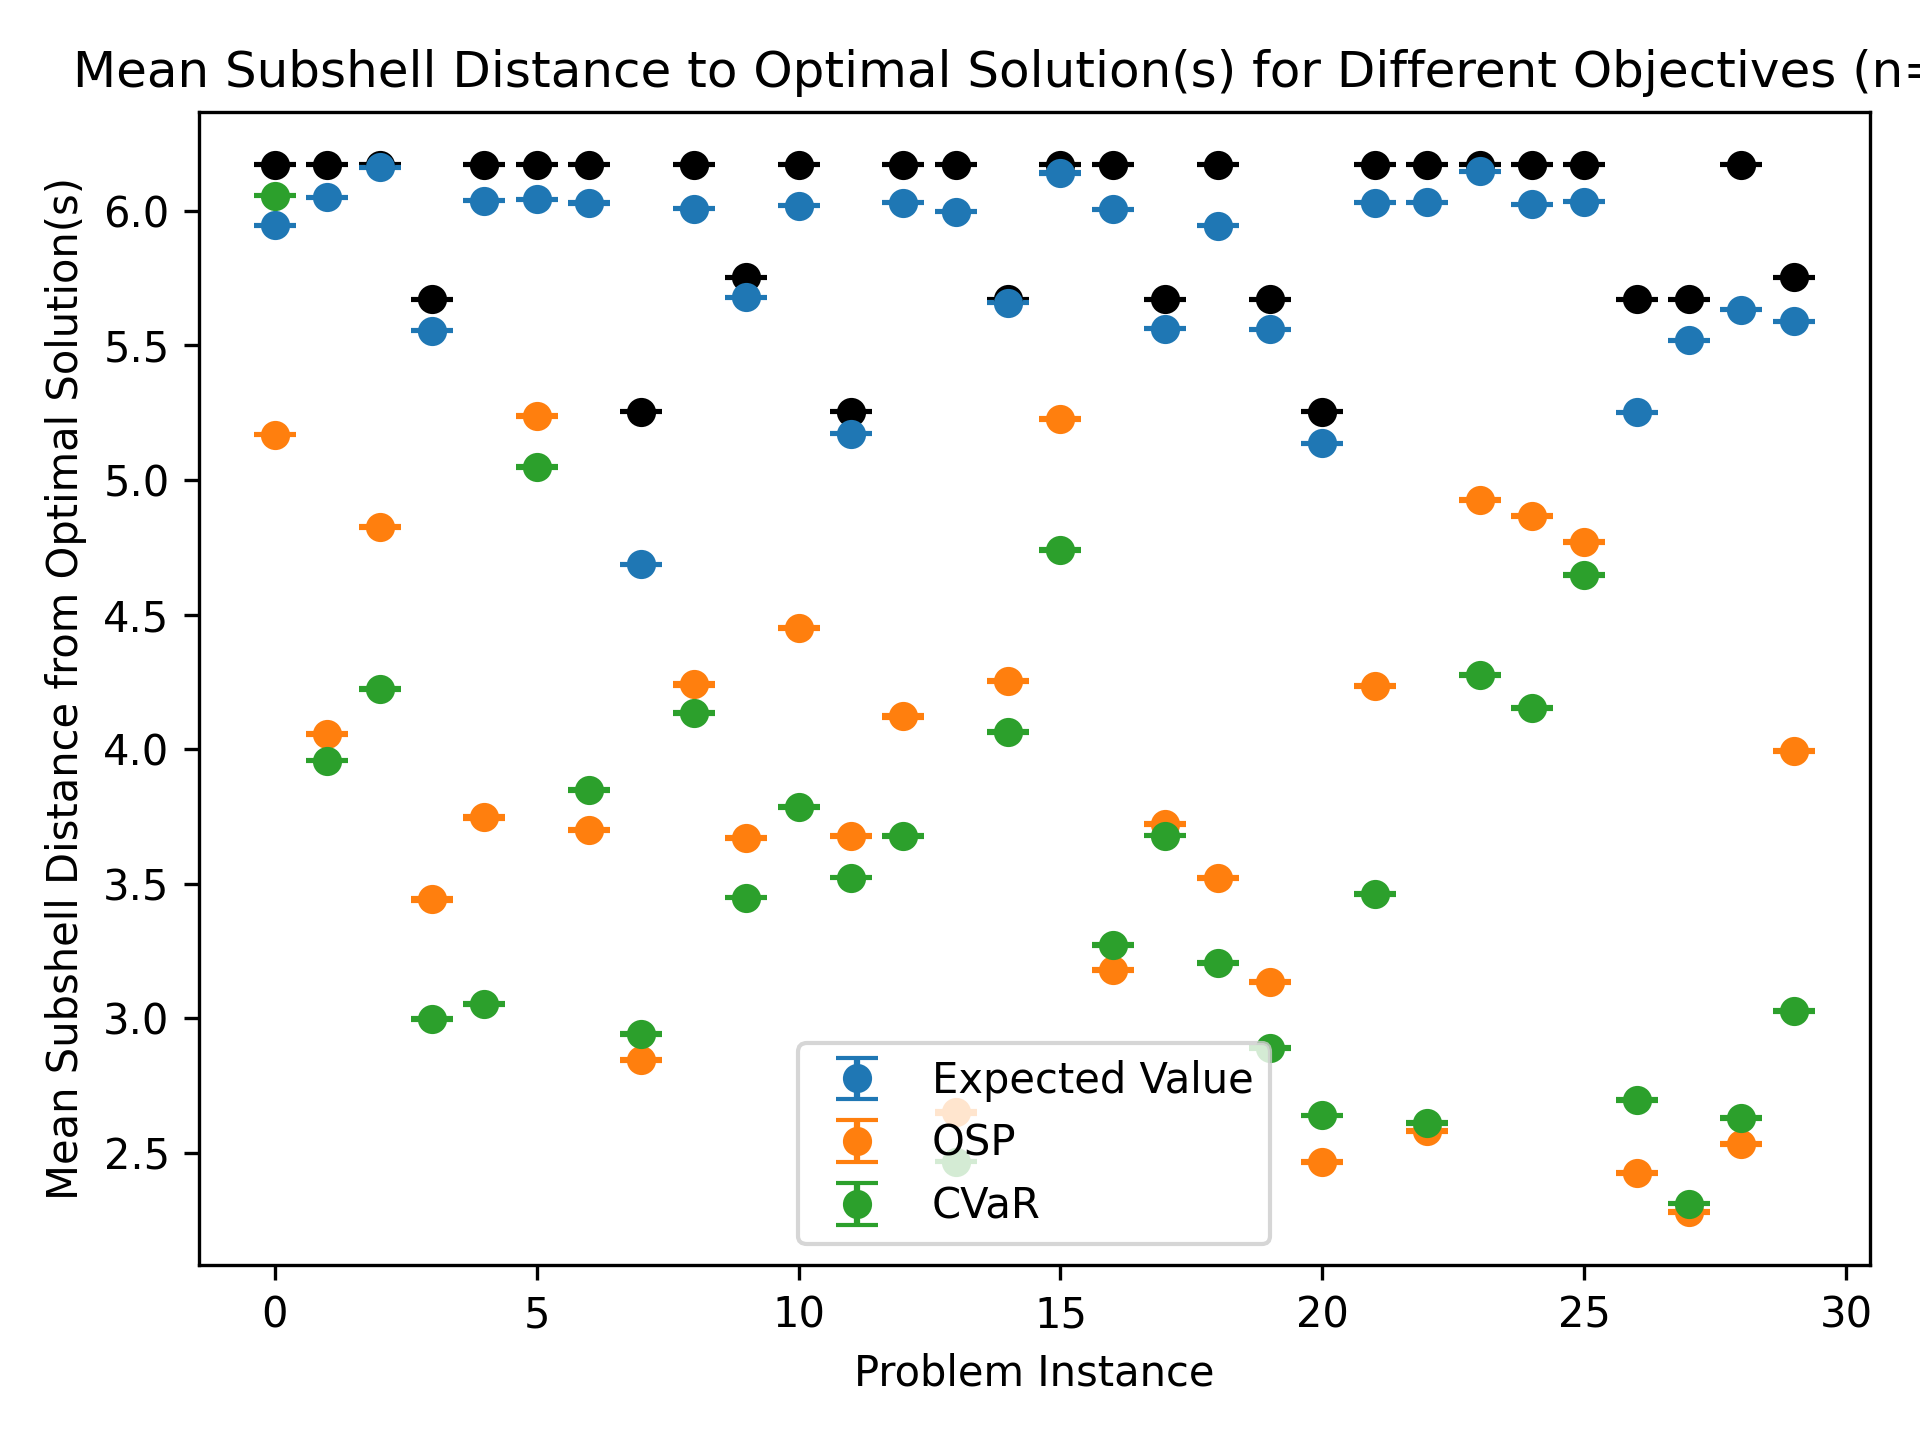 Mean Subshell Distance to Optimal Solution(s) for Different Objectives (n=
Mean Subshell Distance from Optimal Solution(s)
6.0
5.5
5.0
4.5
4.0
3.5
3.0
2.5
Expected Value
OSP
CVaR
0 5 10 15 20 25 30
Problem Instance